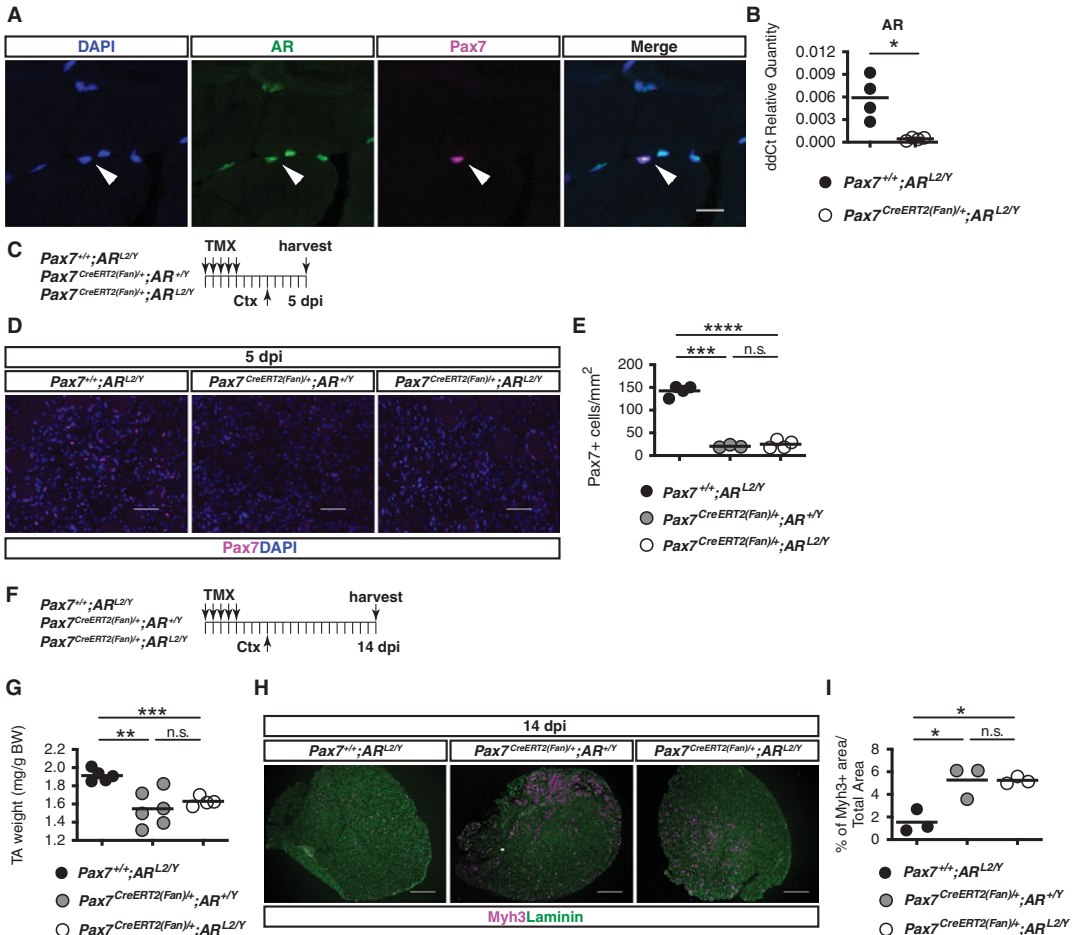 A
DAPI AR Pax7 Merge
B
AR
*
ddCt Relative Quantity
0.012
0.009
0.006
0.003
0.000
Pax7+/+;ARL2/Y
Pax7CreERT2(Fan)/+;ARL2/Y
C
Pax7+/+;ARL2/Y
Pax7CreERT2(Fan)/+;AR+/Y
Pax7CreERT2(Fan)/+;ARL2/Y
TMX harvest
Ctx 5 dpi
D
5 dpi
Pax7+/+;ARL2/Y Pax7CreERT2(Fan)/+;AR+/Y Pax7CreERT2(Fan)/+;ARL2/Y
Pax7DAPI
E
****
*** n.s.
Pax7+ cells/mm2
200
150
100
50
0
Pax7+/+;ARL2/Y
Pax7CreERT2(Fan)/+;AR+/Y
Pax7CreERT2(Fan)/+;ARL2/Y
F
Pax7+/+;ARL2/Y
Pax7CreERT2(Fan)/+;AR+/Y
Pax7CreERT2(Fan)/+;ARL2/Y
TMX harvest
Ctx 14 dpi
G
***
** n.s.
TA weight (mg/g BW)
2.2
2.0
1.8
1.6
1.4
1.2
Pax7+/+;ARL2/Y
Pax7CreERT2(Fan)/+;AR+/Y
Pax7CreERT2(Fan)/+;ARL2/Y
H
14 dpi
Pax7+/+;ARL2/Y Pax7CreERT2(Fan)/+;AR+/Y Pax7CreERT2(Fan)/+;ARL2/Y
Myh3Laminin
I
*
* n.s.
% of Myh3+ area/
Total Area
8
6
4
2
0
Pax7+/+;ARL2/Y
Pax7CreERT2(Fan)/+;AR+/Y
Pax7CreERT2(Fan)/+;ARL2/Y